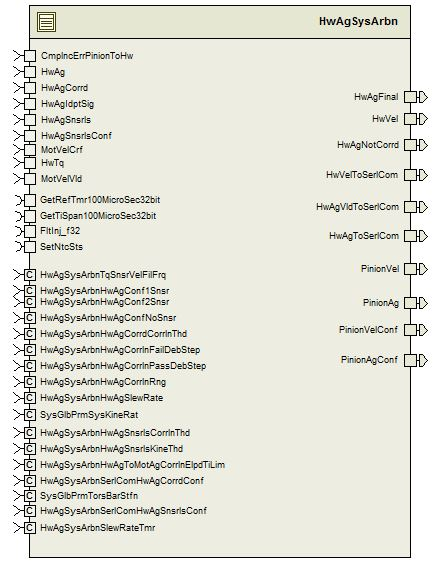 HwAgSysArbn
CmplncErrPinionToHw
HwAg
HwAgCorrd
HwAgIdptSig
HwAgSnsrls
HwAgSnsrlsConf
MotVelCrf
HwTq
MotVelVld
GetRefTmr100MicroSec32bit
GetTiSpan100MicroSec32bit
FltInj_f32
SetNtcSts
C HwAgSysArbnTqSnsrVelFilFrq
C HwAgSysArbnHwAgConf1Snsr
C HwAgSysArbnHwAgConf2Snsr
C HwAgSysArbnHwAgConfNoSnsr
C HwAgSysArbnHwAgCorrdCorrlnThd
C HwAgSysArbnHwAgCorrlnFailDebStep
C HwAgSysArbnHwAgCorrlnPassDebStep
C HwAgSysArbnHwAgCorrlnRng
C HwAgSysArbnHwAgSlewRate
C SysGlbPrmSysKineRat
C HwAgSysArbnHwAgSnsrlsCorrlnThd
C HwAgSysArbnHwAgSnsrlsKineThd
C HwAgSysArbnHwAgToMotAgCorrlnElpdTiLim
C HwAgSysArbnSerlComHwAgCorrdConf
C SysGlbPrmTorsBarStfn
C HwAgSysArbnSerlComHwAgSnsrlsConf
C HwAgSysArbnSlewRateTmr
HwAgFinal
HwVel
HwAgNotCorrd
HwVelToSerlCom
HwAgVldToSerlCom
HwAgToSerlCom
PinionVel
PinionAg
PinionVelConf
PinionAgConf